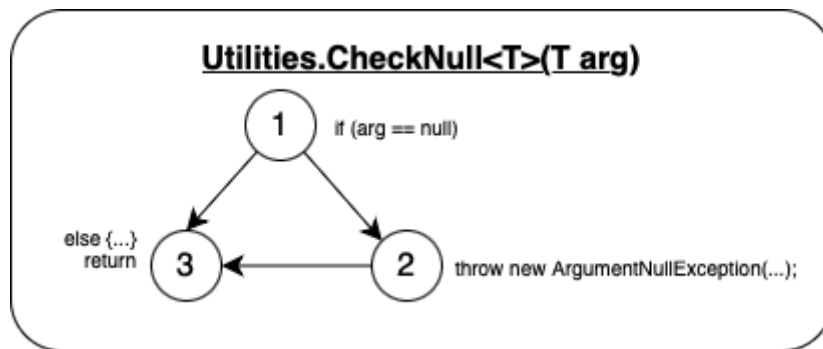 Utilities.CheckNull<T>(T arg)
1
if (arg == null)
else {...}
return
3
2
throw new ArgumentNullException(...);